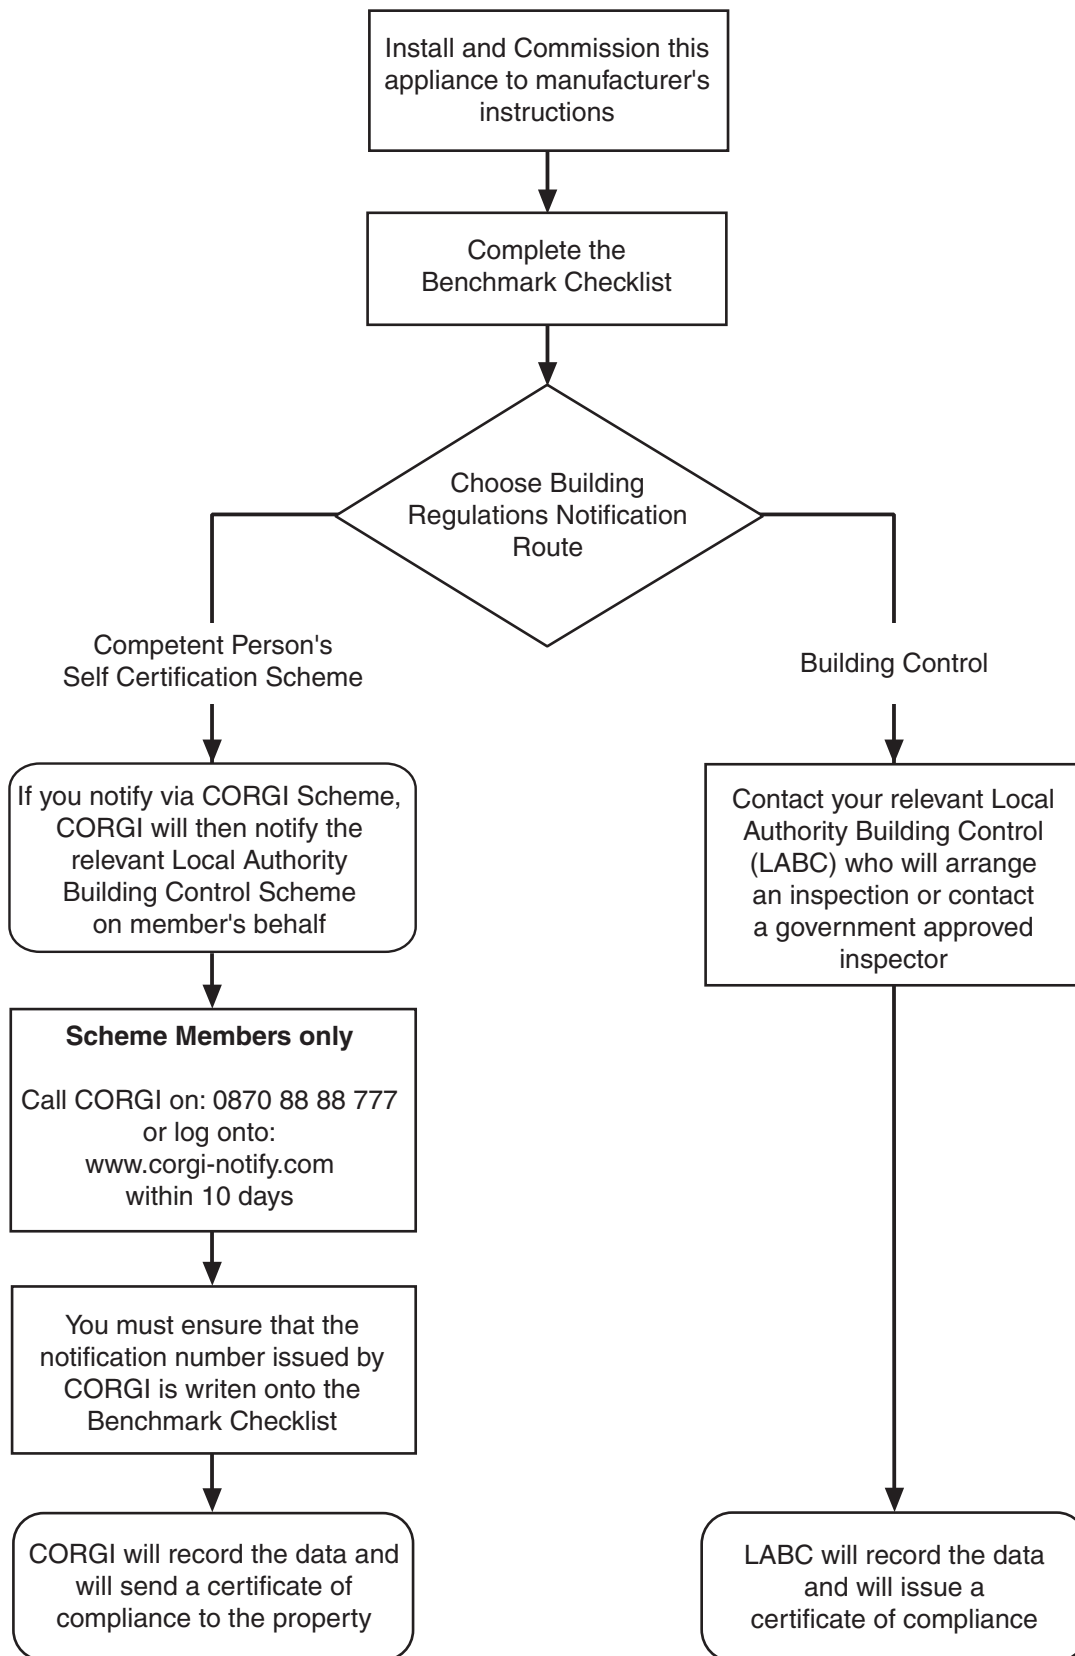 Install and Commission this
appliance to manufacturer's
instructions
Complete the
Benchmark Checklist
Choose Building
Regulations Notification
Route
Competent Person's
Self Certification Scheme
Building Control
If you notify via CORGI Scheme,
CORGI will then notify the
relevant Local Authority
Building Control Scheme
on member's behalf
Contact your relevant Local
Authority Building Control
(LABC) who will arrange
an inspection or contact
a government approved
inspector
Scheme Members only
Call CORGI on: 0870 88 88 777
or log onto:
www.corgi-notify.com
within 10 days
You must ensure that the
notification number issued by
CORGI is writen onto the
Benchmark Checklist
CORGI will record the data and
will send a certificate of
compliance to the property
LABC will record the data
and will issue a
certificate of compliance